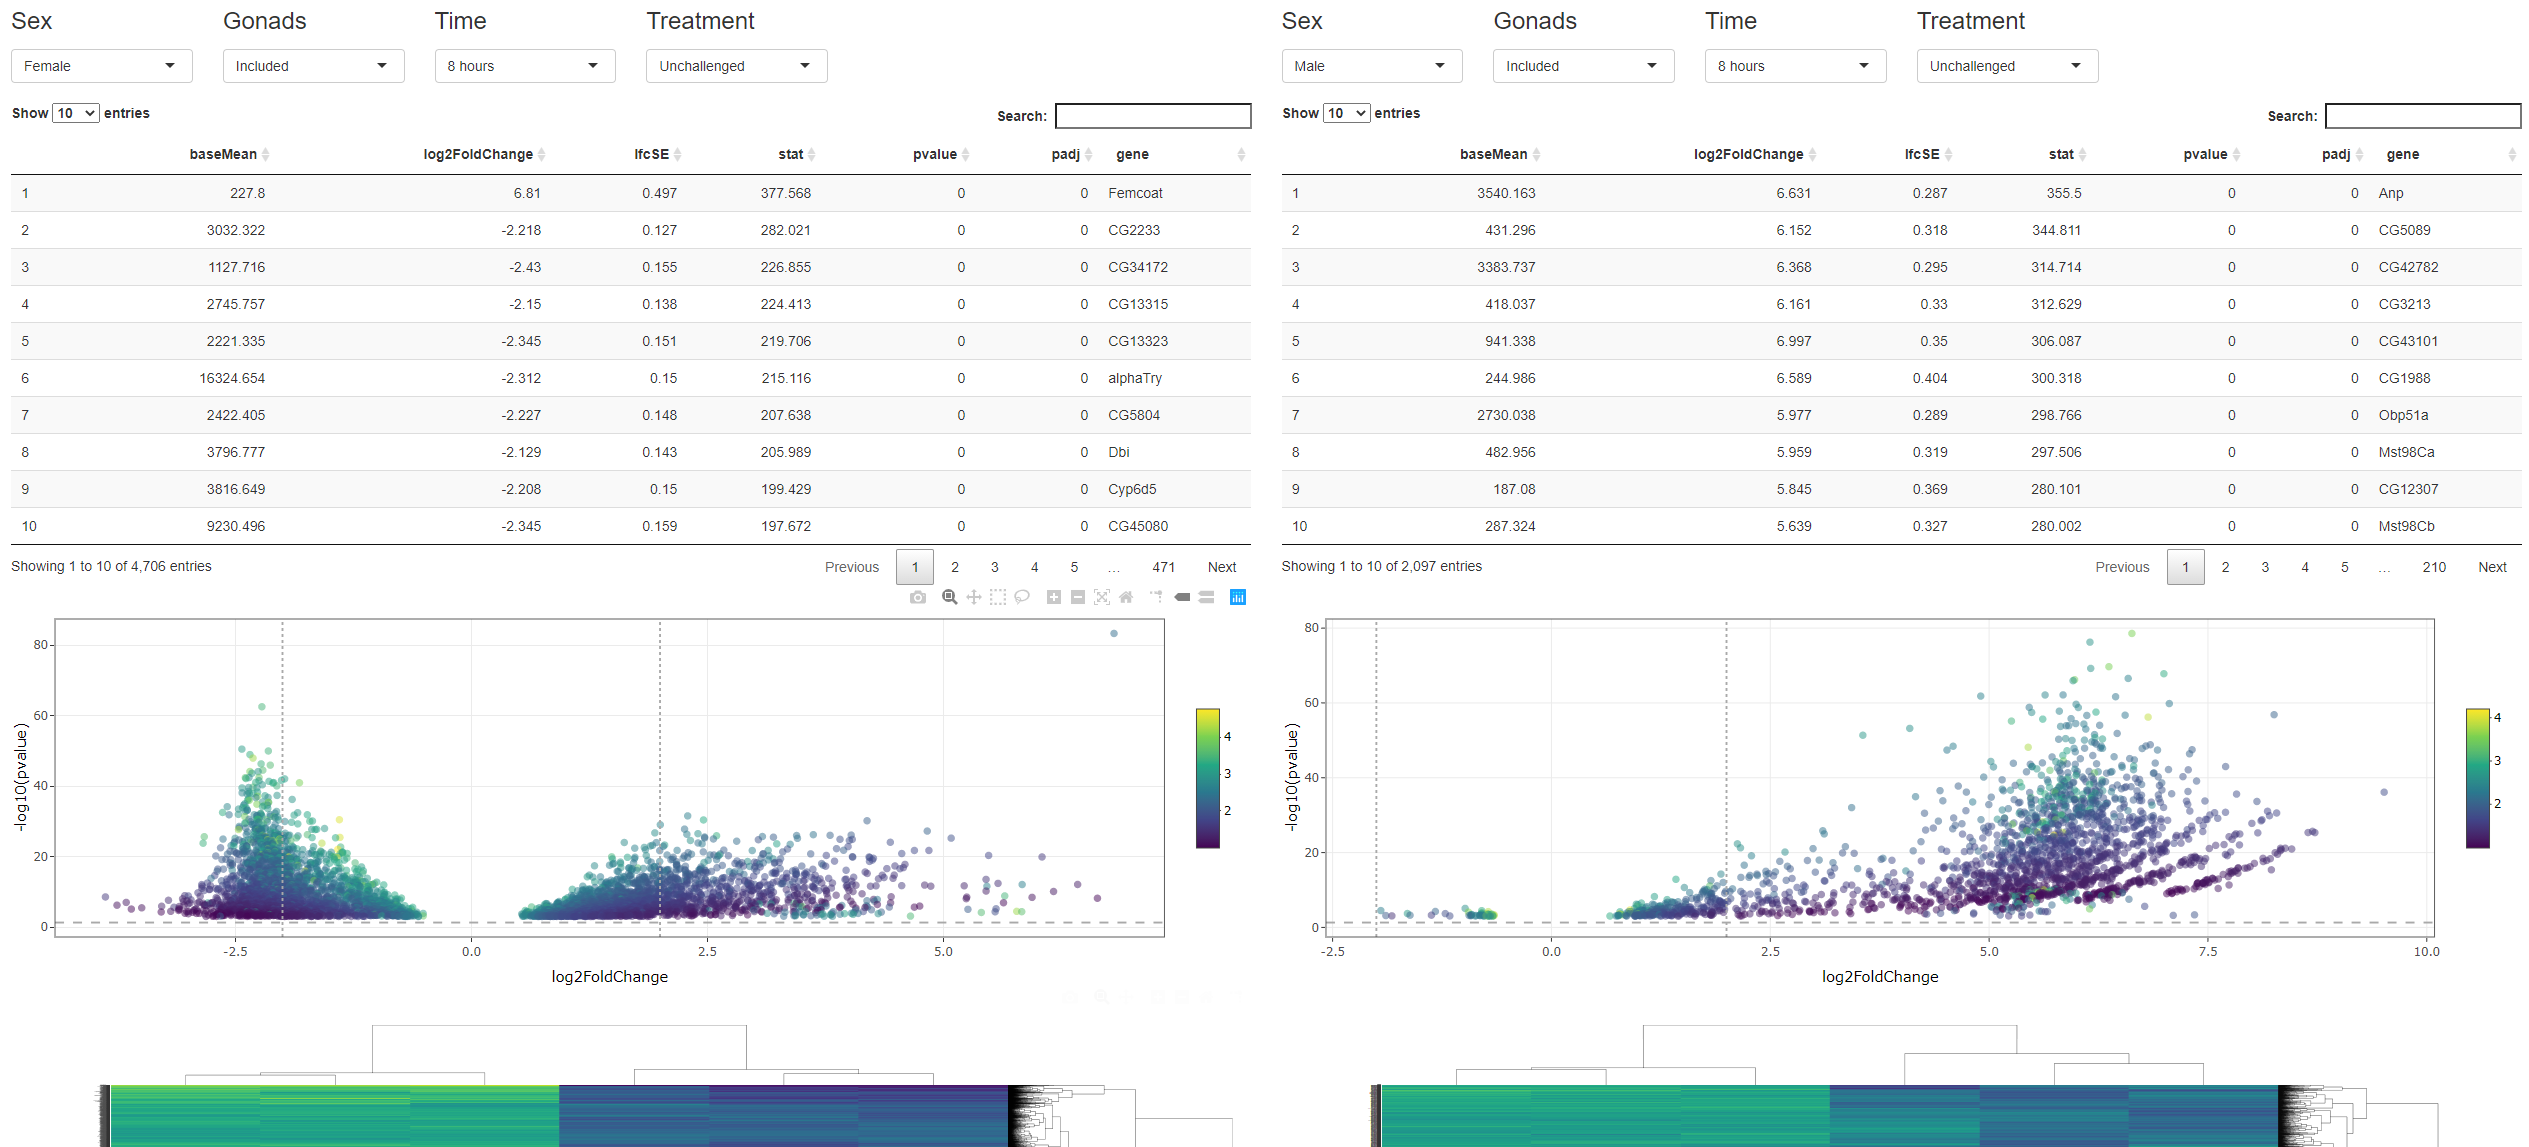 Sex Gonads Time Treatment
Female Included 8 hours Unchallenged
Show 10 entries Search:
baseMean log2FoldChange lfcSE stat pvalue padj gene
1 227.8 6.81 0.497 377.568 0 0 Femcoat
2 3032.322 -2.218 0.127 282.021 0 0 CG2233
3 1127.716 -2.43 0.155 226.855 0 0 CG34172
4 2745.757 -2.15 0.138 224.413 0 0 CG13315
5 2221.335 -2.345 0.151 219.706 0 0 CG13323
6 16324.654 -2.312 0.15 215.116 0 0 alphaTry
7 2422.405 -2.227 0.148 207.638 0 0 CG5804
8 3796.777 -2.129 0.143 205.989 0 0 Dbi
9 3816.649 -2.208 0.15 199.429 0 0 Cyp6d5
10 9230.496 -2.345 0.159 197.672 0 0 CG45080
Showing 1 to 10 of 4,706 entries Previous 1 2 3 4 5 … 471 Next
80
60
40
20
0
-log10(pvalue)
-2.5 0.0 2.5 5.0
log2FoldChange
4
3
2
Sex Gonads Time Treatment
Male Included 8 hours Unchallenged
Show 10 entries Search:
baseMean log2FoldChange lfcSE stat pvalue padj gene
1 3540.163 6.631 0.287 355.5 0 0 Anp
2 431.296 6.152 0.318 344.811 0 0 CG5089
3 3383.737 6.368 0.295 314.714 0 0 CG42782
4 418.037 6.161 0.33 312.629 0 0 CG3213
5 941.338 6.997 0.35 306.087 0 0 CG43101
6 244.986 6.589 0.404 300.318 0 0 CG1988
7 2730.038 5.977 0.289 298.766 0 0 Obp51a
8 482.956 5.959 0.319 297.506 0 0 Mst98Ca
9 187.08 5.845 0.369 280.101 0 0 CG12307
10 287.324 5.639 0.327 280.002 0 0 Mst98Cb
Showing 1 to 10 of 2,097 entries Previous 1 2 3 4 5 … 210 Next
80
60
40
20
0
-log10(pvalue)
-2.5 0.0 2.5 5.0 7.5 10.0
log2FoldChange
4
3
2